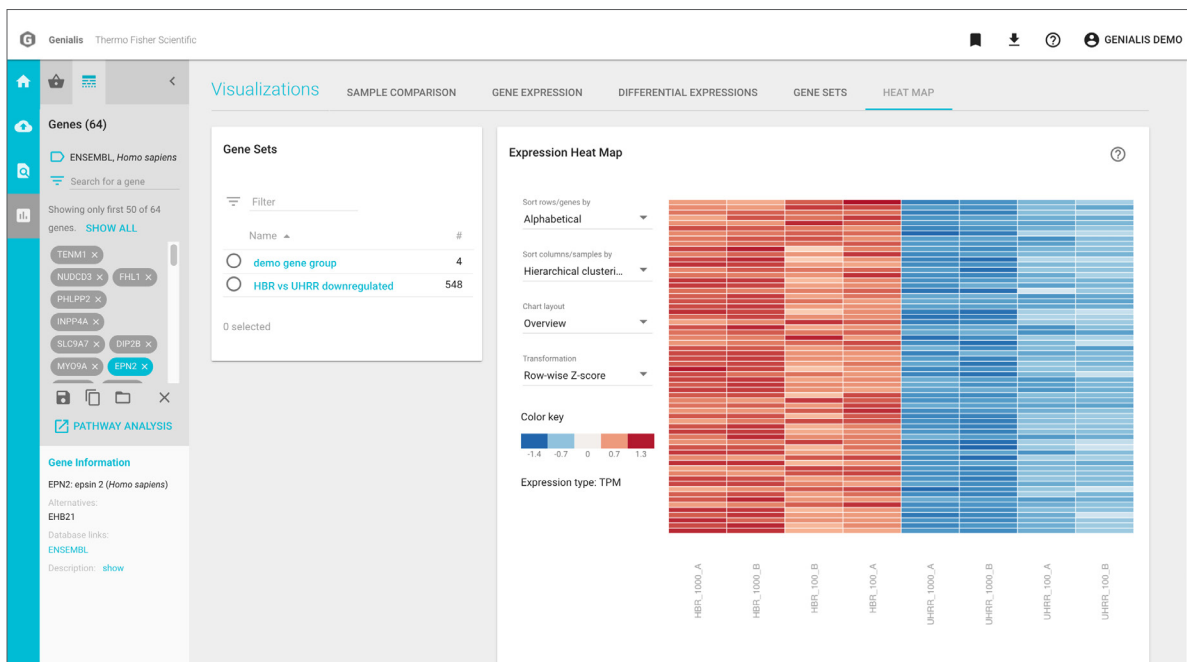 G Genialis Thermo Fisher Scientific
GENIALIS DEMO
Genes (64)
ENSEMBL, Homo sapiens
Search for a gene
Showing only first 50 of 64
genes. SHOW ALL
TENM1 ×
NUDCD3 × FHL1 ×
PHLPP2 ×
INPP4A ×
SLC9A7 × DIP2B ×
MYO9A × EPN2 ×
PATHWAY ANALYSIS
Gene Information
EPN2: epsin 2 (Homo sapiens)
Alternatives:
EHB21
Database links:
ENSEMBL
Description: show
Visualizations SAMPLE COMPARISON GENE EXPRESSION DIFFERENTIAL EXPRESSIONS GENE SETS HEAT MAP
Gene Sets
Filter
Name #
demo gene group 4
HBR vs UHRR downregulated 548
0 selected
Expression Heat Map
Sort rows/genes by
Alphabetical
Sort columns/samples by
Hierarchical clusteri...
Chart layout
Overview
Transformation
Row-wise Z-score
Color key
-1.4 -0.7 0 0.7 1.3
Expression type: TPM
HBR_1000_A
HBR_1000_B
HBR_100_B
HBR_100_A
UHRR_1000_A
UHRR_1000_B
UHRR_100_A
UHRR_100_B